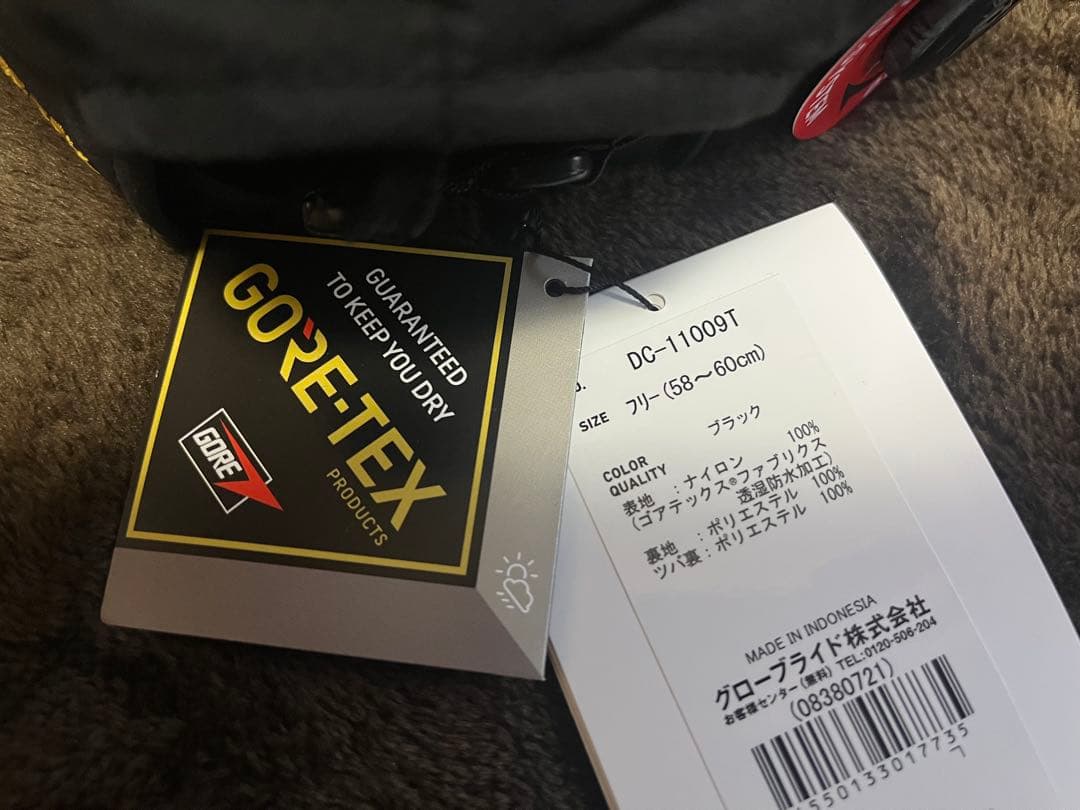 GUARANTEED
TO KEEP YOU DRY
GORE-TEX
PRODUCTS
GORE
DC-11009T
SIZE フリー(58〜60cm)
COLOR ブラック
QUALITY
表地 :ナイロン 100%
(ゴアテックス®ファブリクス
透湿防水加工)
裏地 :ポリエステル 100%
ツバ裏:ポリエステル 100%
MADE IN INDONESIA
グローブライド株式会社
お客様センター(無料) TEL:0120-506-204
(08380721)
550133017735